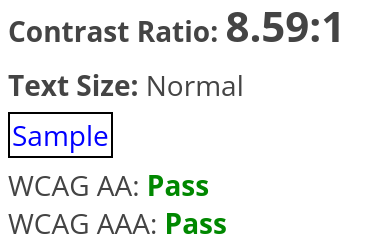 Contrast Ratio: 8.59:1
Text Size: Normal
Sample
WCAG AA: Pass
WCAG AAA: Pass